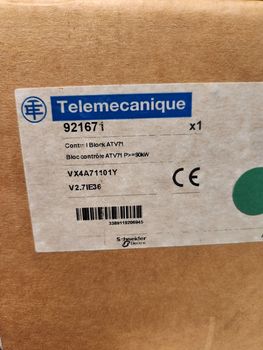 Telemecanique
921671 x1
Control Block ATV71
Bloc contrôle ATV71 P>=90kW
VX4A71101Y
CE
V2.7IE36
Schneider
Electric